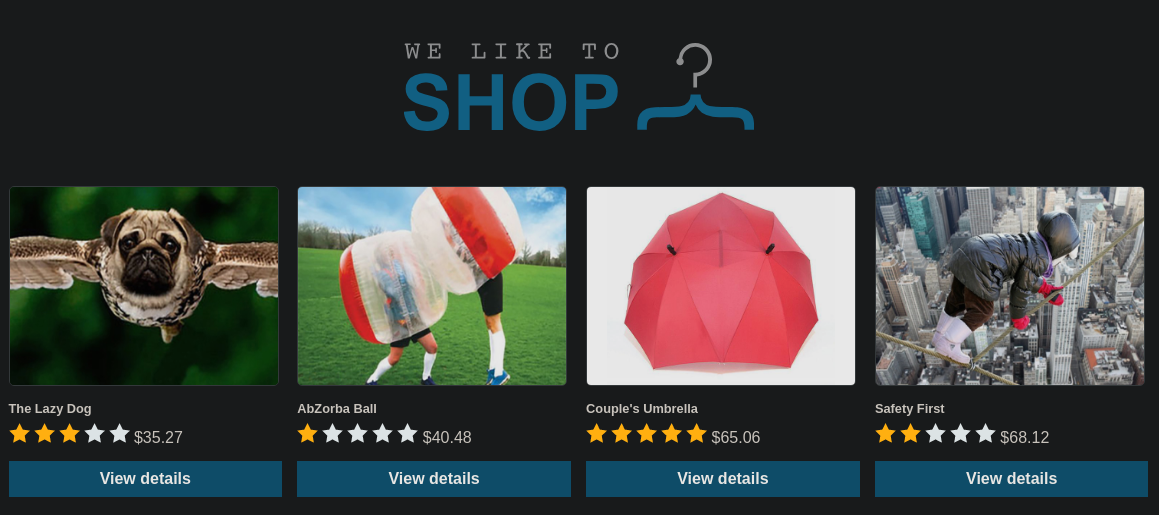 WE LIKE TO
SHOP
The Lazy Dog
$35.27
View details
AbZorba Ball
$40.48
View details
Couple's Umbrella
$65.06
View details
Safety First
$68.12
View details